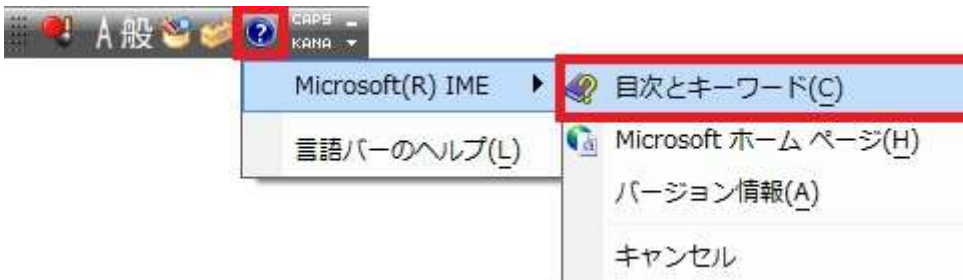 A 般 CAPS
KANA
Microsoft(R) IME
言語バーのヘルプ(L)
目次とキーワード(C)
Microsoft ホーム ページ(H)
バージョン情報(A)
キャンセル